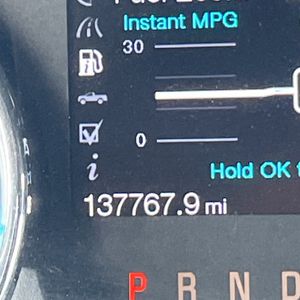 Instant MPG
30
0
Hold OK
137767.9 mi
P R N D